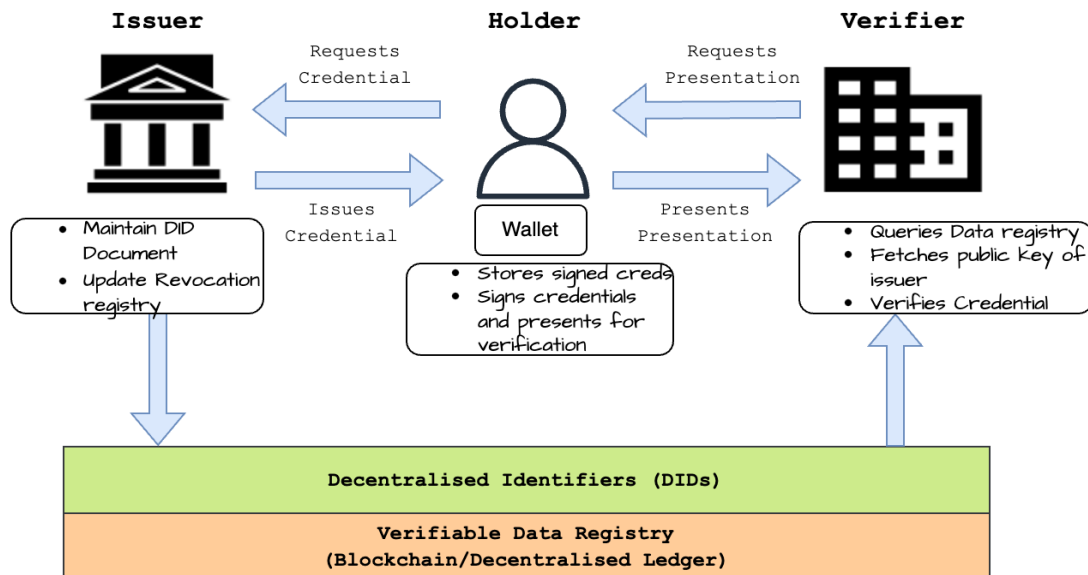 Issuer
Holder
Verifier
Requests
Credential
Requests
Presentation
Issues
Credential
Presents
Presentation
Wallet
• Maintain DID
Document
• Update Revocation
registry
• Stores signed creds
• Signs credentials
and presents for
verification
• Queries Data registry
• Fetches public key of
issuer
• Verifies Credential
Decentralised Identifiers (DIDs)
Verifiable Data Registry
(Blockchain/Decentralised Ledger)